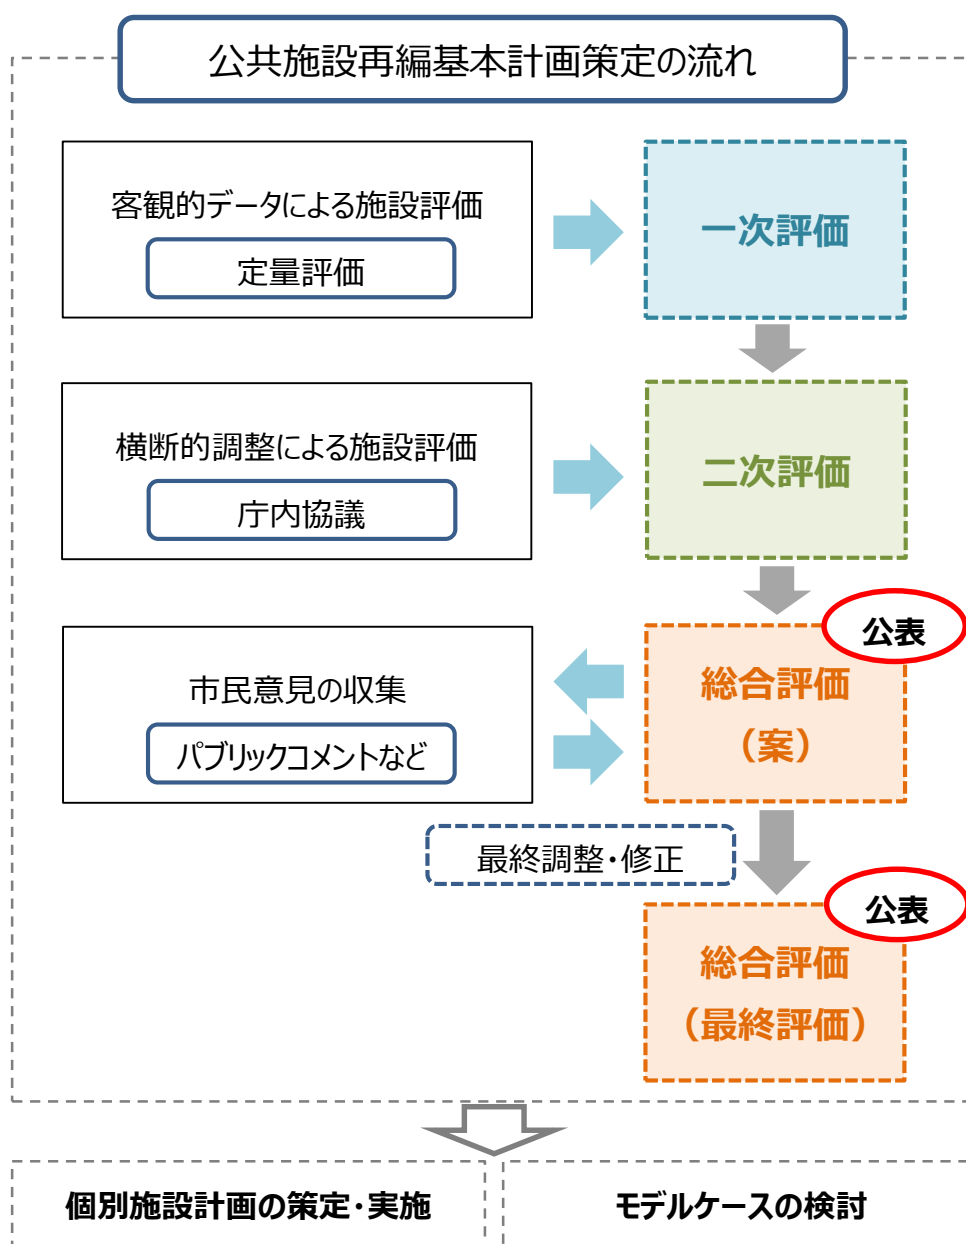 公共施設再編基本計画策定の流れ
客観的データによる施設評価
定量評価
一次評価
横断的調整による施設評価
庁内協議
二次評価
公表
市民意見の収集
パブリックコメントなど
総合評価
（案）
最終調整・修正
公表
総合評価
（最終評価）
個別施設計画の策定・実施
モデルケースの検討